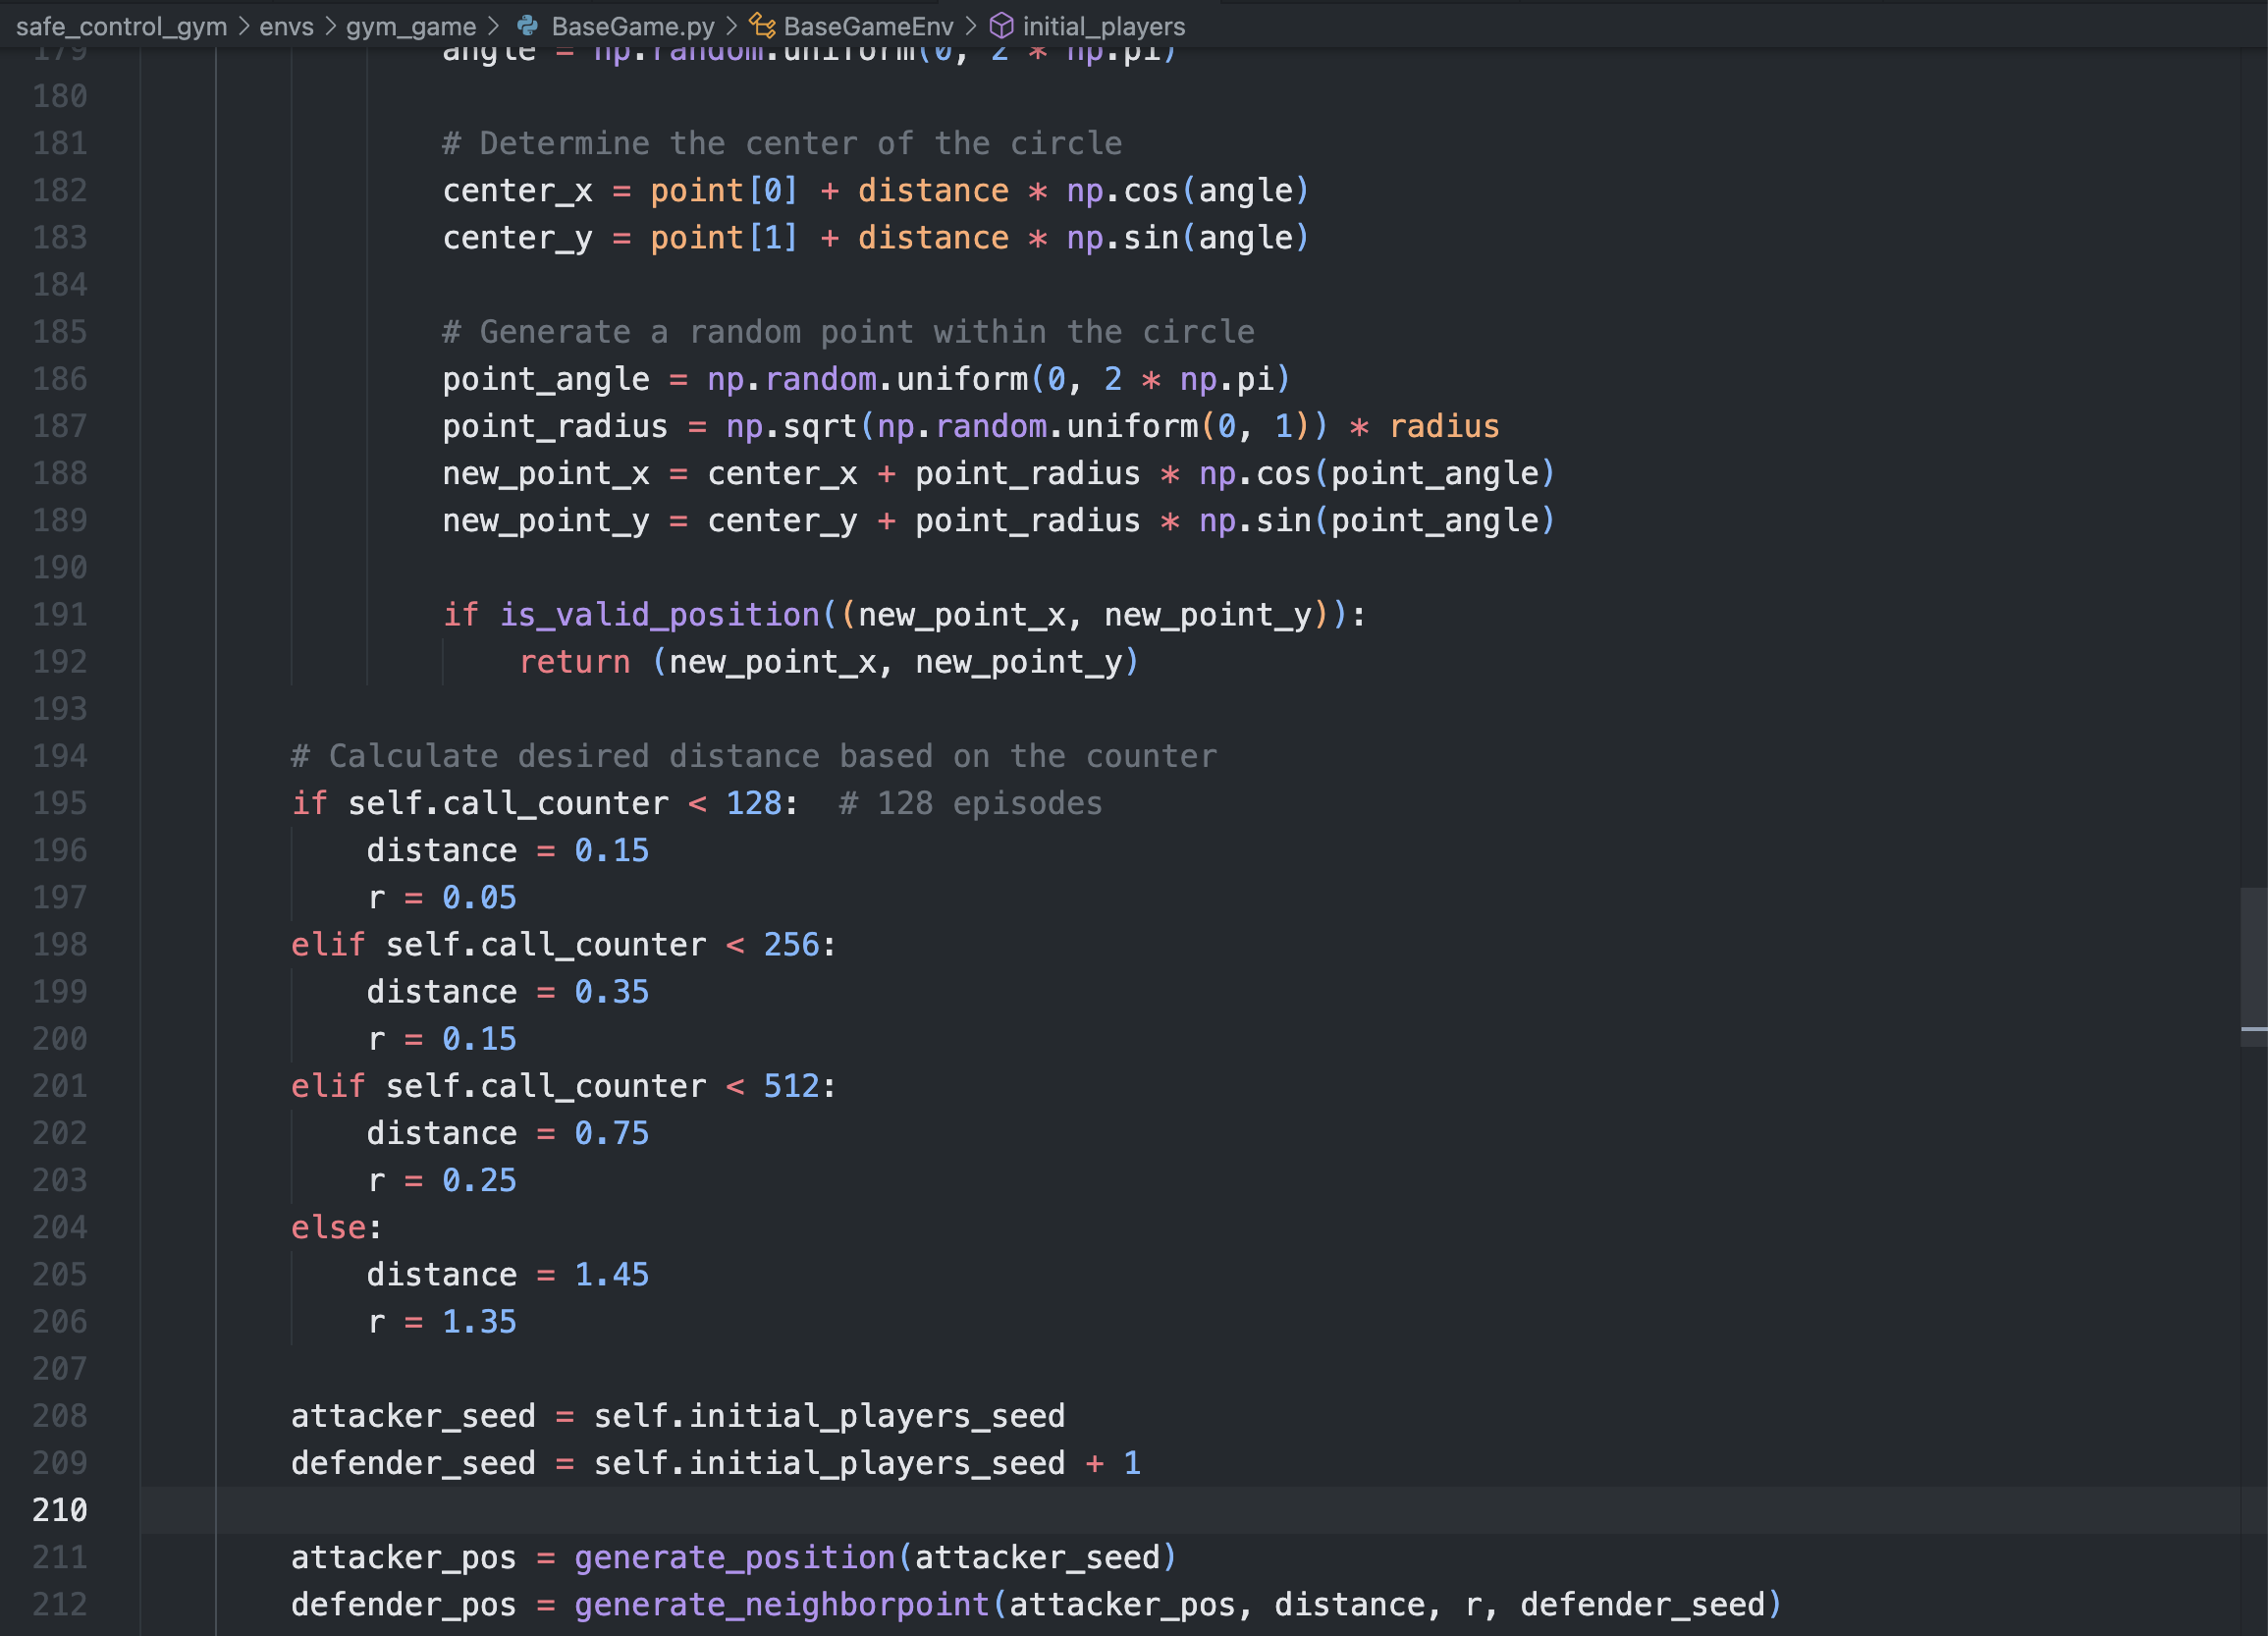 safe_control_gym > envs > gym_game > BaseGame.py > BaseGameEnv > initial_players
179 angle = np.random.uniform(0, 2 * np.pi)
180
181 # Determine the center of the circle
182 center_x = point[0] + distance * np.cos(angle)
183 center_y = point[1] + distance * np.sin(angle)
184
185 # Generate a random point within the circle
186 point_angle = np.random.uniform(0, 2 * np.pi)
187 point_radius = np.sqrt(np.random.uniform(0, 1)) * radius
188 new_point_x = center_x + point_radius * np.cos(point_angle)
189 new_point_y = center_y + point_radius * np.sin(point_angle)
190
191 if is_valid_position((new_point_x, new_point_y)):
192 return (new_point_x, new_point_y)
193
194 # Calculate desired distance based on the counter
195 if self.call_counter < 128:  # 128 episodes
196 distance = 0.15
197 r = 0.05
198 elif self.call_counter < 256:
199 distance = 0.35
200 r = 0.15
201 elif self.call_counter < 512:
202 distance = 0.75
203 r = 0.25
204 else:
205 distance = 1.45
206 r = 1.35
207
208 attacker_seed = self.initial_players_seed
209 defender_seed = self.initial_players_seed + 1
210
211 attacker_pos = generate_position(attacker_seed)
212 defender_pos = generate_neighborpoint(attacker_pos, distance, r, defender_seed)